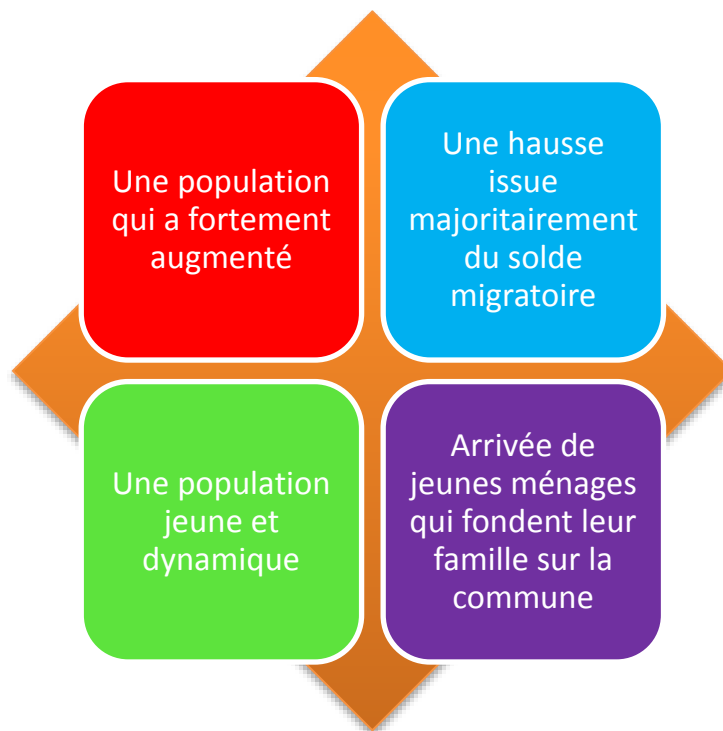 Une population
qui a fortement
augmenté
Une hausse
issue
majoritairement
du solde
migratoire
Une population
jeune et
dynamique
Arrivée de
jeunes ménages
qui fondent leur
famille sur la
commune